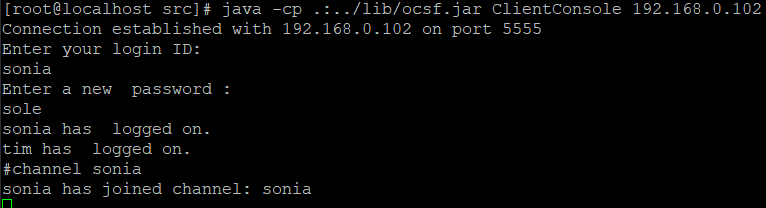 [root@localhost src]# java -cp .:../lib/ocsf.jar ClientConsole 192.168.0.102
Connection established with 192.168.0.102 on port 5555
Enter your login ID:
sonia
Enter a new  password :
sole
sonia has  logged on.
tim has  logged on.
#channel sonia
sonia has joined channel: sonia